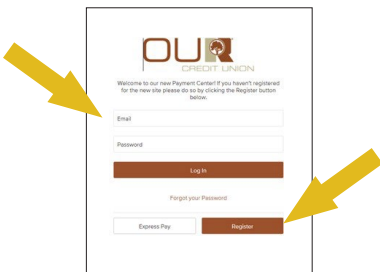 OUR
CREDIT UNION
Welcome to our new Payment Center! If you haven't registered
for the new site please do so by clicking the Register button
below.
Email
Password
Log In
Forgot your Password
Express Pay
Register